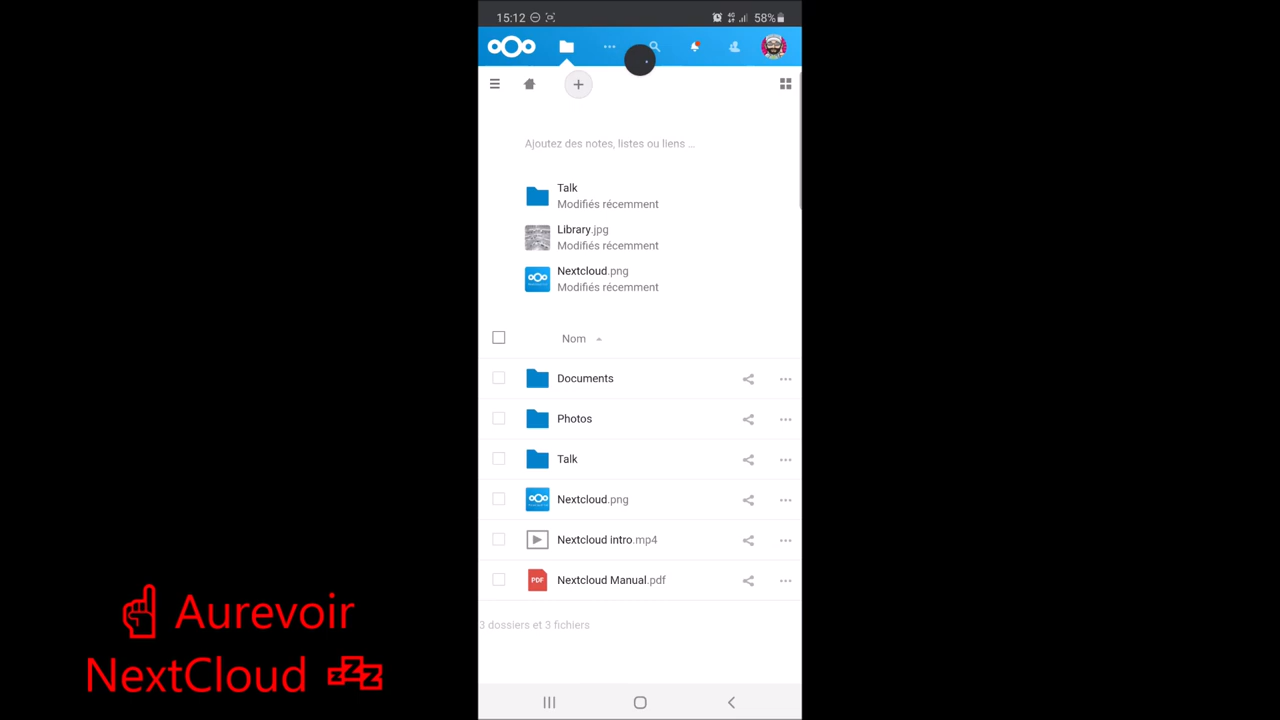 15:12
58%
Ajoutez des notes, listes ou liens ...
Talk
Modifiés récemment
Library.jpg
Modifiés récemment
Nextcloud.png
Modifiés récemment
Nom
Documents
Photos
Talk
Nextcloud.png
Nextcloud intro.mp4
PDF Nextcloud Manual.pdf
3 dossiers et 3 fichiers
☝ Aurevoir
NextCloud 💤